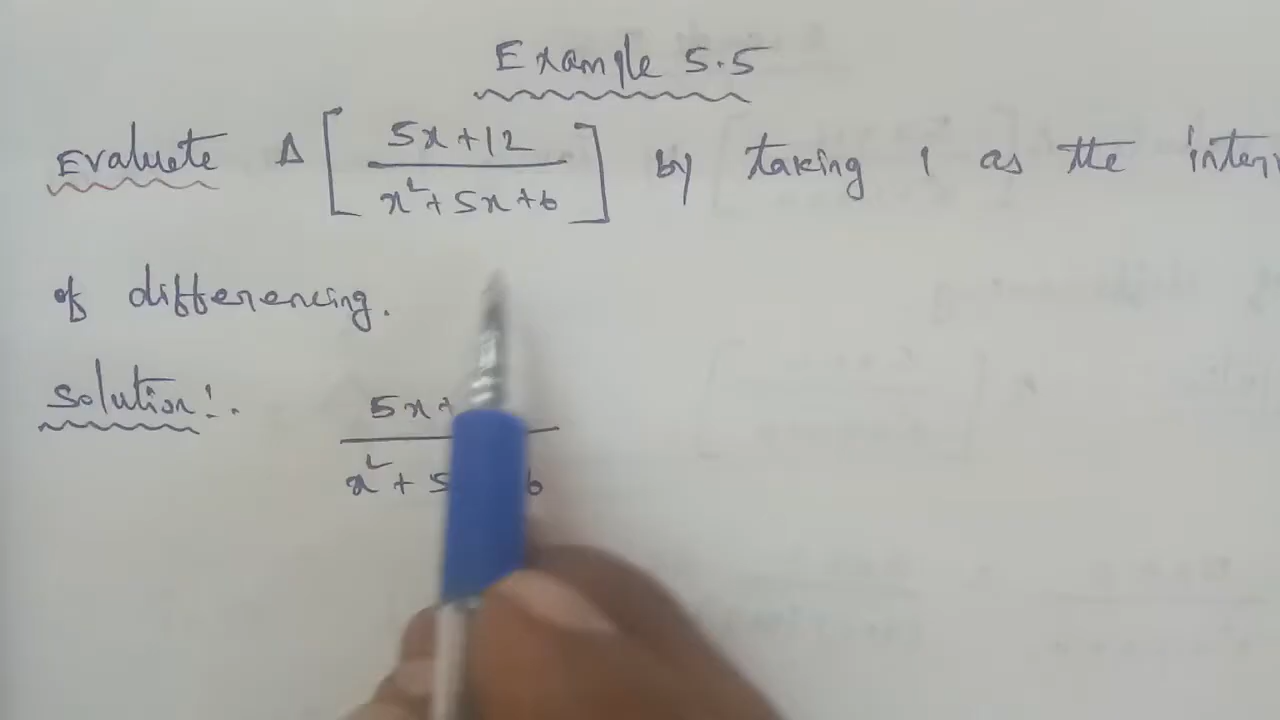 Example 5.5
Evaluate Δ [ 5x+12 / x²+5x+6 ] by taking 1 as the
of differencing.
Solution:.
5x+
x²+5 6